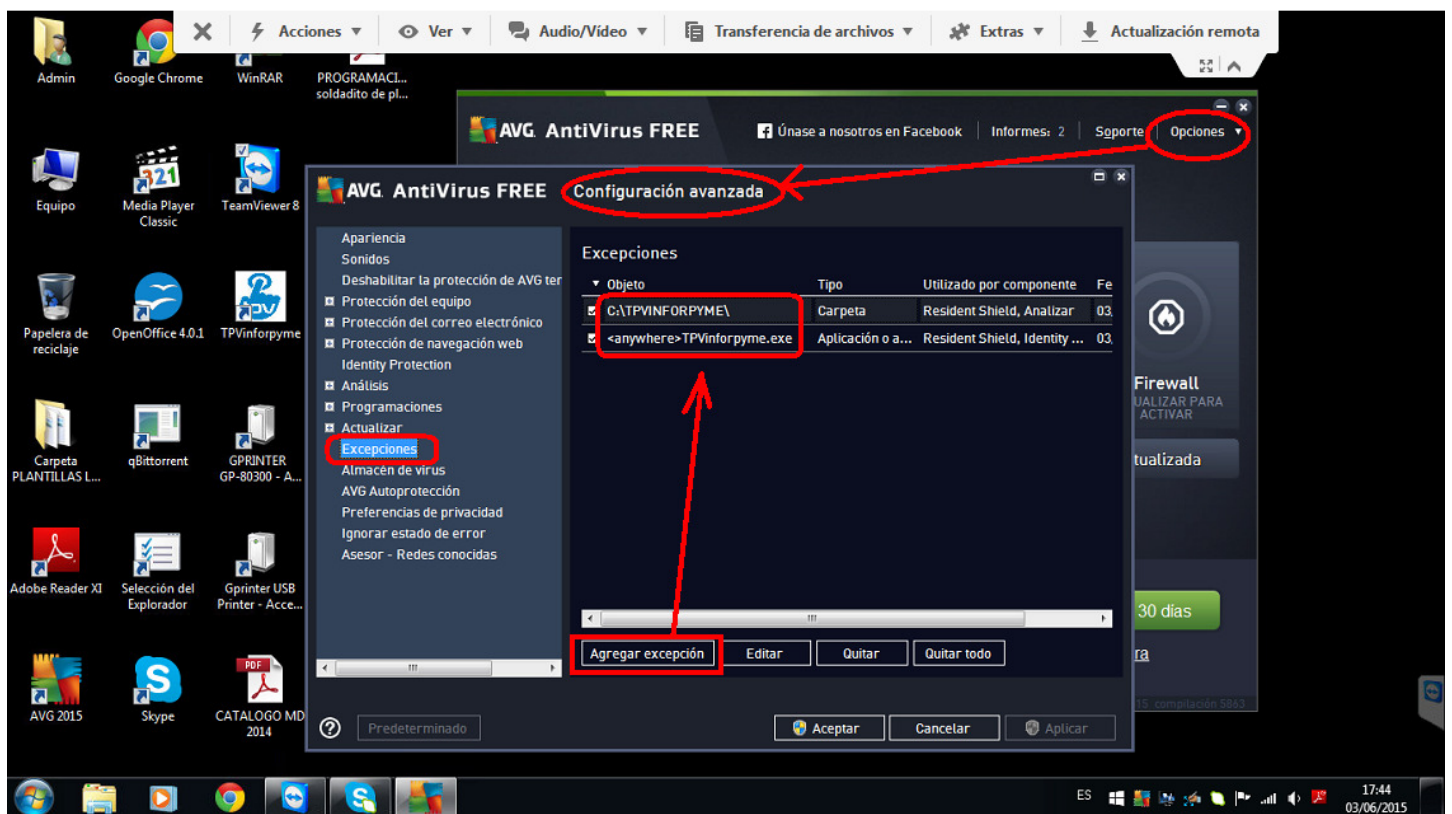 Acciones
Ver
Audio/Vídeo
Transferencia de archivos
Extras
Actualización remota
Admin
Google Chrome
WinRAR
PROGRAMACI...
soldadito de pl...
AVG. AntiVirus FREE
Únase a nosotros en Facebook
Informes: 2
Soporte
Opciones
Equipo
Media Player
Classic
TeamViewer 8
AVG. AntiVirus FREE
Configuración avanzada
Apariencia
Sonidos
Deshabilitar la protección de AVG ter
Protección del equipo
Protección del correo electrónico
Protección de navegación web
Identity Protection
Análisis
Programaciones
Actualizar
Excepciones
Almacén de virus
AVG Autoprotección
Preferencias de privacidad
Ignorar estado de error
Asesor - Redes conocidas
Excepciones
Objeto Tipo Utilizado por componente Fe
C:\TPVINFORPYME\ Carpeta Resident Shield, Analizar 03,
<anywhere>TPVinforpyme.exe Aplicación o a... Resident Shield, Identity ... 03,
Agregar excepción
Editar
Quitar
Quitar todo
Predeterminado
Aceptar
Cancelar
Aplicar
Firewall
UALIZAR PARA
ACTIVAR
tualizada
30 días
ra
15. compilación 5863
Papelera de
reciclaje
OpenOffice 4.0.1
TPVinforpyme
Carpeta
PLANTILLAS L...
qBittorrent
GPRINTER
GP-80300 - A...
Adobe Reader XI
Selección del
Explorador
Gprinter USB
Printer - Acce...
AVG 2015
Skype
PDF
CATALOGO MD
2014
ES
17:44
03/06/2015